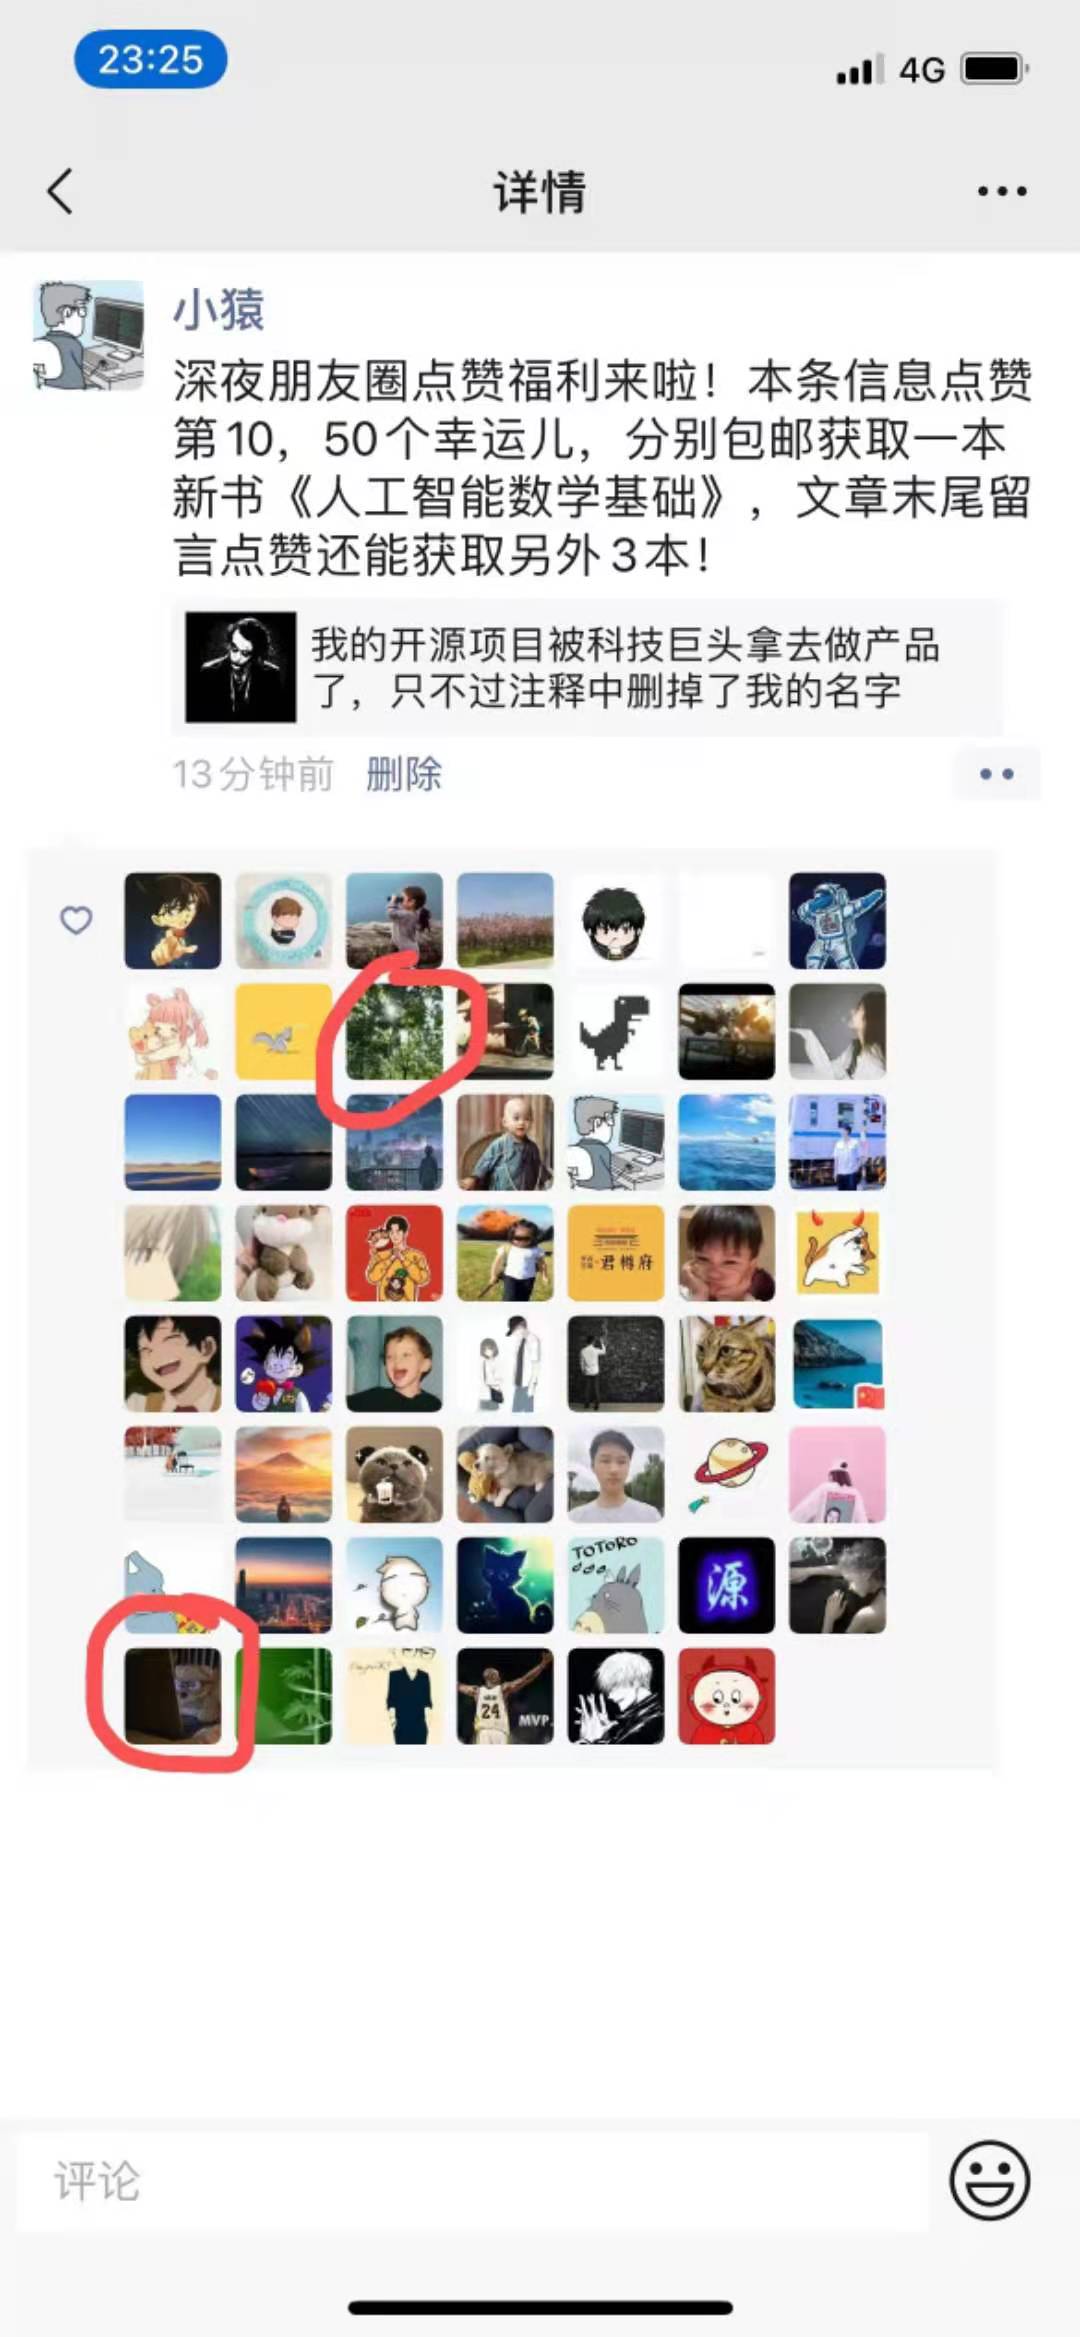 23:25
4G
详情
小猿
深夜朋友圈点赞福利来啦！本条信息点赞
第10，50个幸运儿，分别包邮获取一本
新书《人工智能数学基础》，文章末尾留
言点赞还能获取另外3本！
我的开源项目被科技巨头拿去做产品
了，只不过注释中删掉了我的名字
13分钟前 删除
君樽府
TOTORO
源
24
MVP
评论